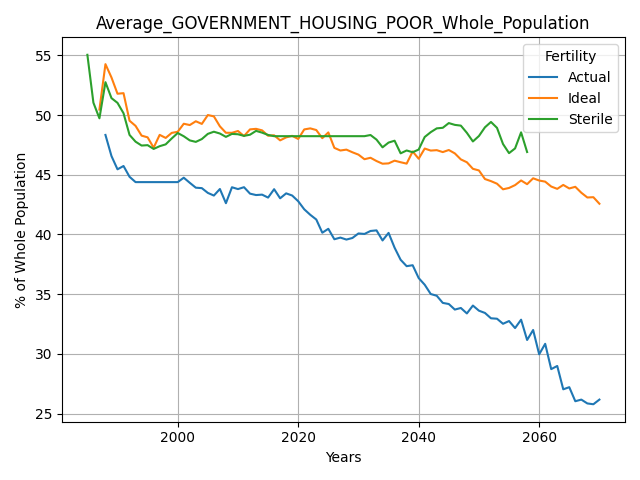 Average_GOVERNMENT_HOUSING_POOR_Whole_Population
Fertility
Actual
Ideal
Sterile
% of Whole Population
55
50
45
40
35
30
25
2000
2020
2040
2060
Years